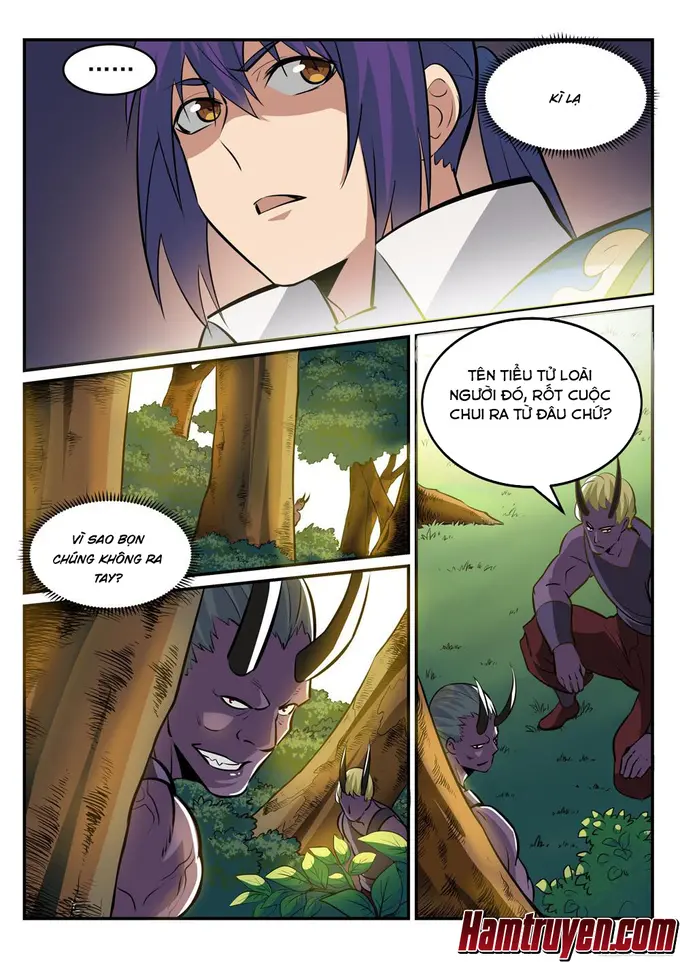 ......
KÌ LẠ
TÊN TIỂU TỬ LOÀI
NGƯỜI ĐÓ, RỐT CUỘC
CHUI RA TỪ ĐÂU CHỨ?
VÌ SAO BỌN
CHÚNG KHÔNG RA
TAY?
Hamtruyen.com